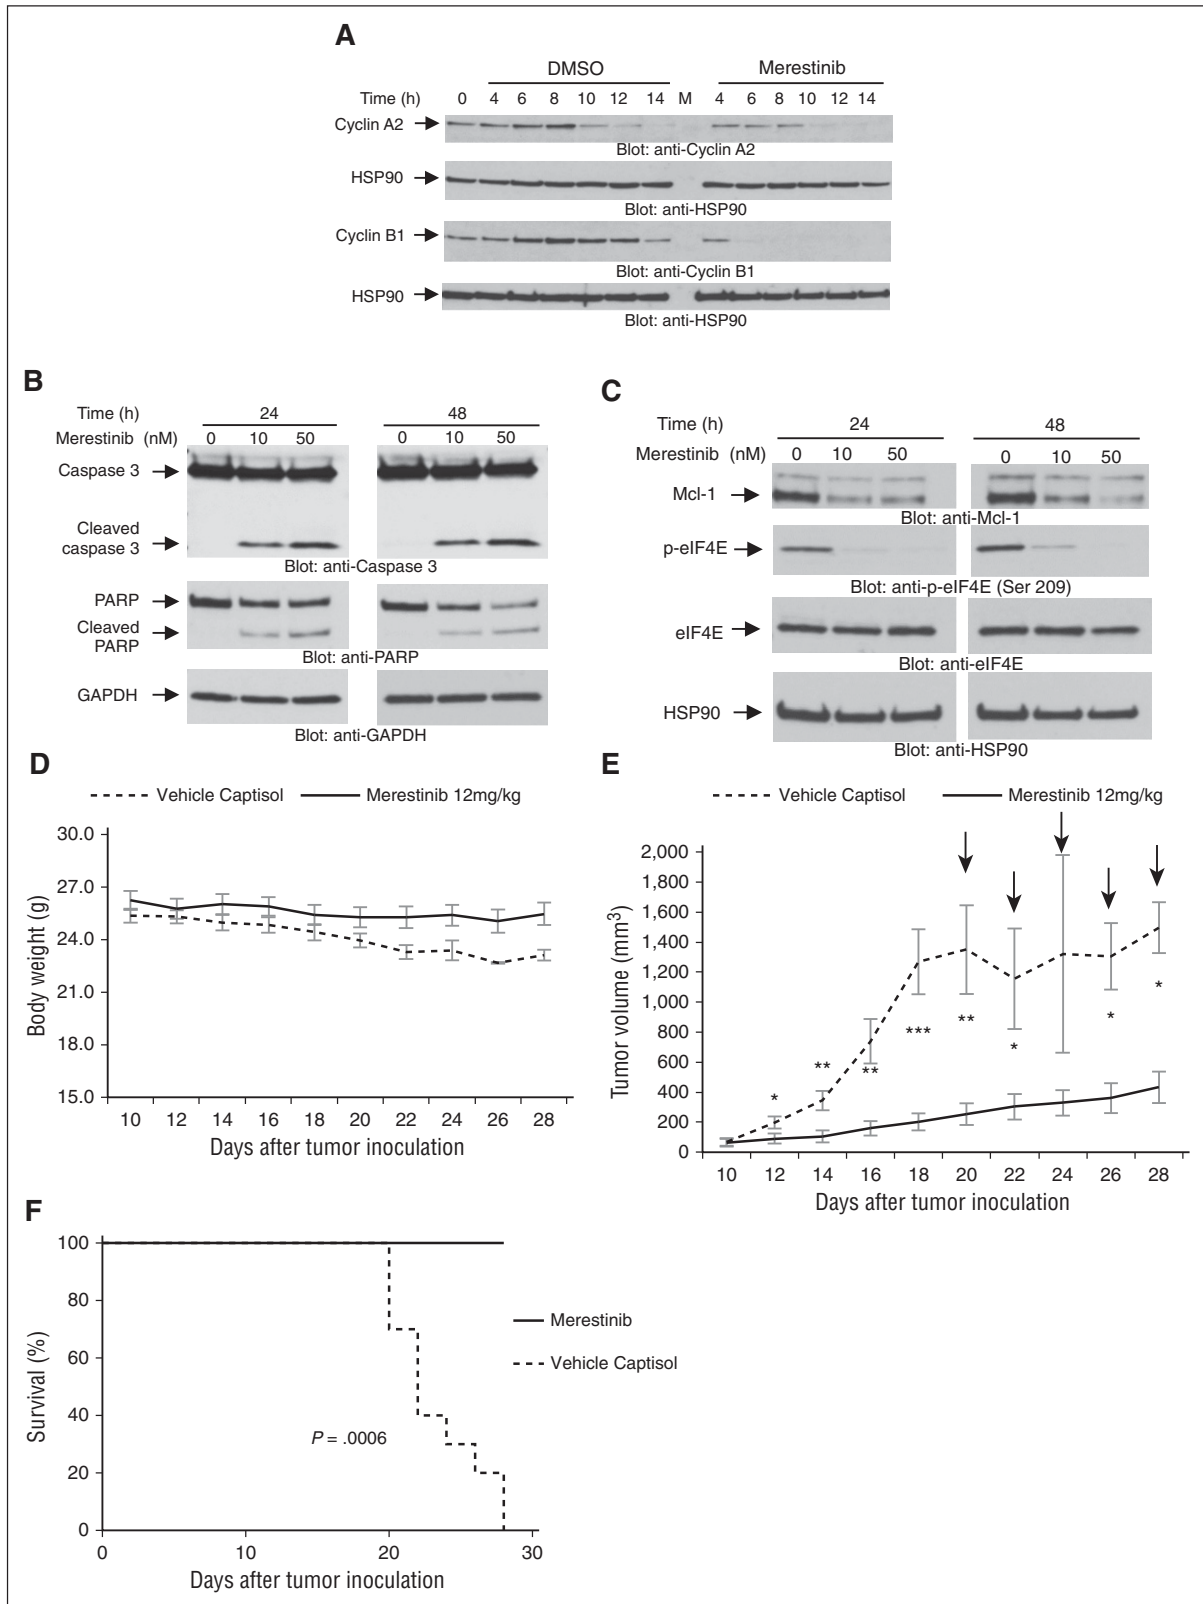 A
DMSO Merestinib
Time (h) 0 4 6 8 10 12 14 M 4 6 8 10 12 14
Cyclin A2
Blot: anti-Cyclin A2
HSP90
Blot: anti-HSP90
Cyclin B1
Blot: anti-Cyclin B1
HSP90
Blot: anti-HSP90
B
Time (h) 24 48
Merestinib (nM) 0 10 50 0 10 50
Caspase 3
Cleaved
caspase 3
Blot: anti-Caspase 3
PARP
Cleaved
PARP
Blot: anti-PARP
GAPDH
Blot: anti-GAPDH
C
Time (h) 24 48
Merestinib (nM) 0 10 50 0 10 50
Mcl-1
Blot: anti-Mcl-1
p-eIF4E
Blot: anti-p-eIF4E (Ser 209)
eIF4E
Blot: anti-eIF4E
HSP90
Blot: anti-HSP90
D
Vehicle Captisol Merestinib 12mg/kg
Body weight (g)
30.0
27.0
24.0
21.0
18.0
15.0
10 12 14 16 18 20 22 24 26 28
Days after tumor inoculation
E
Vehicle Captisol Merestinib 12mg/kg
Tumor volume (mm³)
2,000
1,800
1,600
1,400
1,200
1,000
800
600
400
200
0
* ** ** *** ** * * *
10 12 14 16 18 20 22 24 26 28
Days after tumor inoculation
F
Survival (%)
100
80
60
40
20
0
Merestinib
Vehicle Captisol
P = .0006
0 10 20 30
Days after tumor inoculation